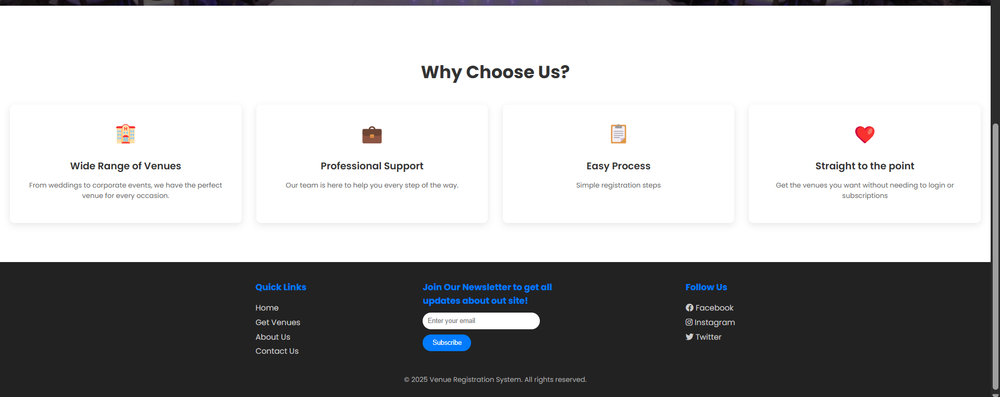 Why Choose Us?
Wide Range of Venues
From weddings to corporate events, we have the perfect
venue for every occasion.
Professional Support
Our team is here to help you every step of the way.
Easy Process
Simple registration steps
Straight to the point
Get the venues you want without needing to login or
subscriptions
Quick Links
Home
Get Venues
About Us
Contact Us
Join Our Newsletter to get all
updates about out site!
Enter your email
Subscribe
Follow Us
Facebook
Instagram
Twitter
© 2025 Venue Registration System. All rights reserved.